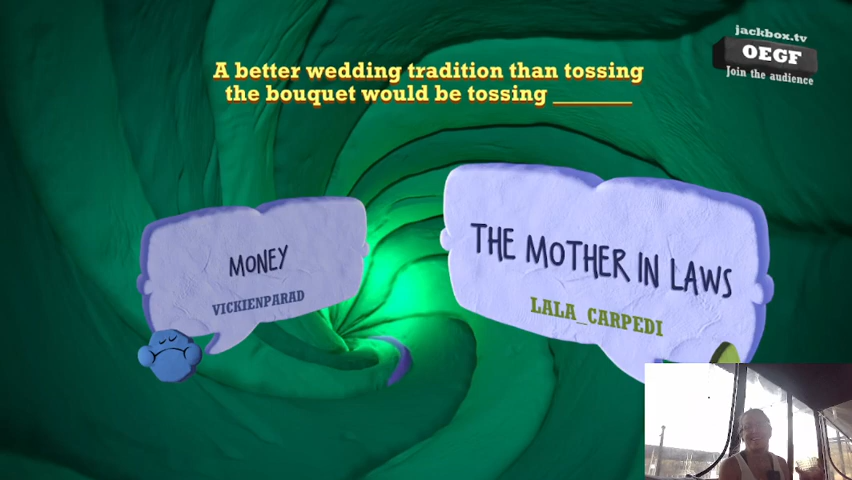 jackbox.tv
OEGF
Join the audience
A better wedding tradition than tossing
the bouquet would be tossing ________
MONEY
VICKIENPARAD
THE MOTHER IN LAWS
LALA_CARPEDI